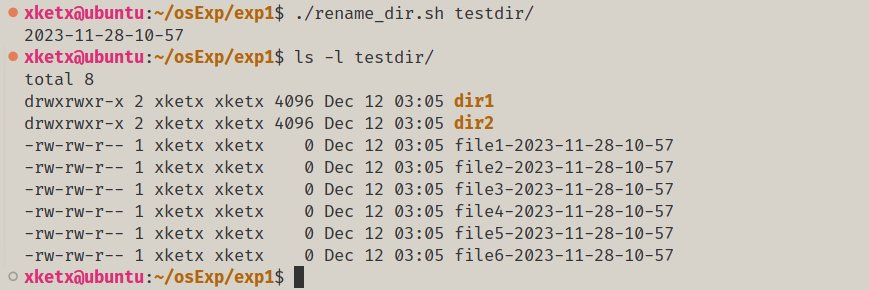 xketx@ubuntu:~/osExp/exp1$ ./rename_dir.sh testdir/
2023-11-28-10-57
xketx@ubuntu:~/osExp/exp1$ ls -l testdir/
total 8
drwxrwxr-x 2 xketx xketx 4096 Dec 12 03:05 dir1
drwxrwxr-x 2 xketx xketx 4096 Dec 12 03:05 dir2
-rw-rw-r-- 1 xketx xketx    0 Dec 12 03:05 file1-2023-11-28-10-57
-rw-rw-r-- 1 xketx xketx    0 Dec 12 03:05 file2-2023-11-28-10-57
-rw-rw-r-- 1 xketx xketx    0 Dec 12 03:05 file3-2023-11-28-10-57
-rw-rw-r-- 1 xketx xketx    0 Dec 12 03:05 file4-2023-11-28-10-57
-rw-rw-r-- 1 xketx xketx    0 Dec 12 03:05 file5-2023-11-28-10-57
-rw-rw-r-- 1 xketx xketx    0 Dec 12 03:05 file6-2023-11-28-10-57
xketx@ubuntu:~/osExp/exp1$